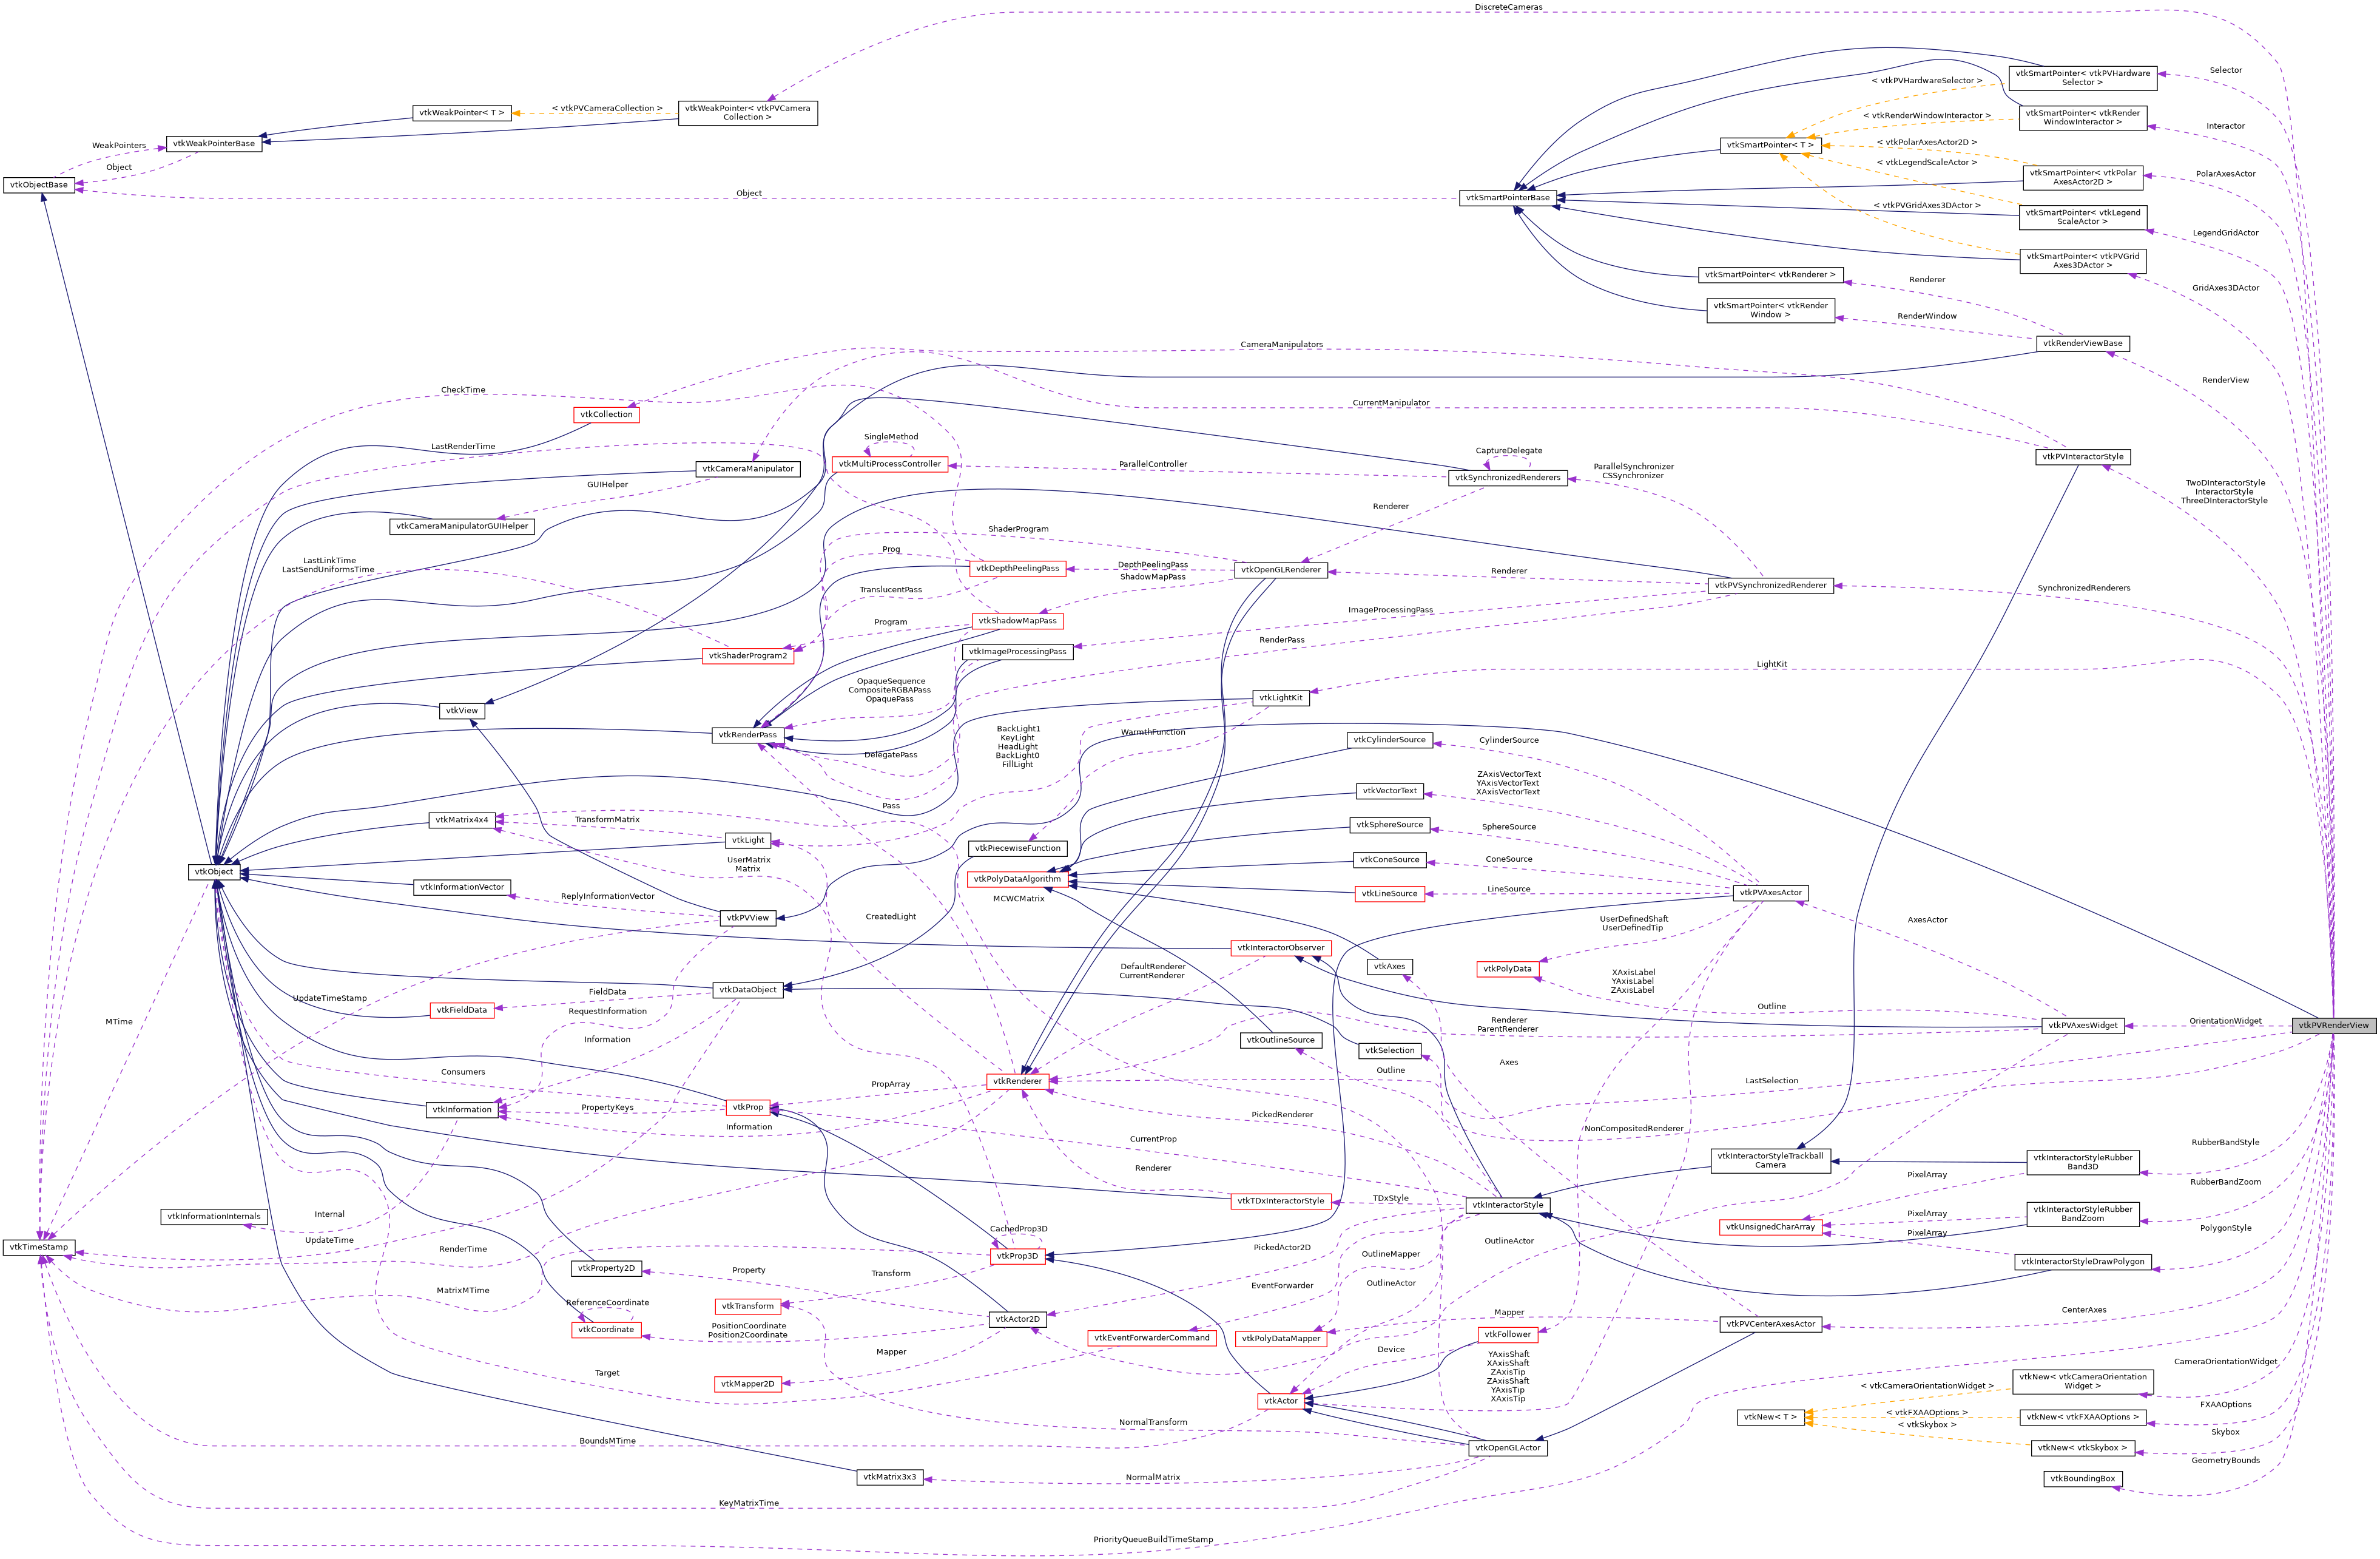 DiscreteCameras
vtkSmartPointer< vtkPVHardware
Selector >
Selector
< vtkPVHardwareSelector >
vtkWeakPointer< vtkPVCamera
Collection >
< vtkPVCameraCollection >
vtkWeakPointer< T >
vtkSmartPointer< vtkRender
WindowInteractor >
< vtkRenderWindowInteractor >
Interactor
WeakPointers
vtkWeakPointerBase
vtkSmartPointer< T >
< vtkPolarAxesActor2D >
< vtkLegendScaleActor >
Object
vtkSmartPointer< vtkPolar
AxesActor2D >
PolarAxesActor
vtkObjectBase
Object
vtkSmartPointerBase
< vtkPVGridAxes3DActor >
vtkSmartPointer< vtkLegend
ScaleActor >
LegendGridActor
vtkSmartPointer< vtkPVGrid
Axes3DActor >
vtkSmartPointer< vtkRenderer >
Renderer
GridAxes3DActor
vtkSmartPointer< vtkRender
Window >
RenderWindow
vtkRenderViewBase
CameraManipulators
RenderView
CheckTime
CurrentManipulator
vtkCollection
SingleMethod
LastRenderTime
vtkCameraManipulator
vtkMultiProcessController
ParallelController
CaptureDelegate
vtkSynchronizedRenderers
ParallelSynchronizer
CSSynchronizer
vtkPVInteractorStyle
GUIHelper
TwoDInteractorStyle
InteractorStyle
ThreeDInteractorStyle
vtkCameraManipulatorGUIHelper
Renderer
ShaderProgram
LastLinkTime
LastSendUniformsTime
Prog
vtkDepthPeelingPass
DepthPeelingPass
ShadowMapPass
vtkOpenGLRenderer
Renderer
vtkPVSynchronizedRenderer
SynchronizedRenderers
TranslucentPass
ImageProcessingPass
Program
vtkShadowMapPass
RenderPass
vtkShaderProgram2
vtkImageProcessingPass
LightKit
OpaqueSequence
CompositeRGBAPass
OpaquePass
vtkLightKit
vtkView
vtkRenderPass
BackLight1
KeyLight
HeadLight
BackLight0
FillLight
WarmthFunction
DelegatePass
vtkCylinderSource
CylinderSource
Pass
vtkVectorText
ZAxisVectorText
YAxisVectorText
XAxisVectorText
vtkMatrix4x4
TransformMatrix
vtkLight
vtkSphereSource
SphereSource
vtkPiecewiseFunction
UserMatrix
Matrix
vtkConeSource
ConeSource
vtkObject
vtkInformationVector
vtkPolyDataAlgorithm
vtkLineSource
LineSource
vtkPVAxesActor
ReplyInformationVector
MCWCMatrix
vtkPVView
CreatedLight
UserDefinedShaft
UserDefinedTip
AxesActor
vtkInteractorObserver
vtkAxes
vtkPolyData
DefaultRenderer
CurrentRenderer
XAxisLabel
YAxisLabel
ZAxisLabel
vtkDataObject
FieldData
UpdateTimeStamp
vtkFieldData
RequestInformation
Outline
MTime
Renderer
ParentRenderer
vtkPVAxesWidget
OrientationWidget
vtkPVRenderView
Information
vtkOutlineSource
vtkSelection
Axes
Consumers
Outline
LastSelection
vtkRenderer
PropArray
vtkInformation
PropertyKeys
vtkProp
PickedRenderer
Information
NonCompositedRenderer
CurrentProp
RubberBandStyle
vtkInteractorStyleTrackball
Camera
vtkInteractorStyleRubber
Band3D
Renderer
PixelArray
RubberBandZoom
vtkTDxInteractorStyle
TDxStyle
vtkInteractorStyle
vtkInformationInternals
Internal
PixelArray
vtkInteractorStyleRubber
BandZoom
vtkUnsignedCharArray
PixelArray
PolygonStyle
CachedProp3D
UpdateTime
OutlineActor
vtkTimeStamp
RenderTime
PickedActor2D
OutlineMapper
vtkProp3D
vtkProperty2D
Property
Transform
vtkInteractorStyleDrawPolygon
EventForwarder
OutlineActor
MatrixMTime
ReferenceCoordinate
vtkTransform
CenterAxes
Mapper
vtkCoordinate
PositionCoordinate
Position2Coordinate
vtkActor2D
vtkPVCenterAxesActor
vtkEventForwarderCommand
vtkPolyDataMapper
vtkFollower
Mapper
Device
YAxisShaft
XAxisShaft
ZAxisTip
ZAxisShaft
YAxisTip
XAxisTip
CameraOrientationWidget
Target
vtkMapper2D
vtkNew< vtkCameraOrientation
Widget >
< vtkCameraOrientationWidget >
vtkActor
FXAAOptions
NormalTransform
vtkNew< T >
< vtkFXAAOptions >
vtkNew< vtkFXAAOptions >
< vtkSkybox >
Skybox
BoundsMTime
vtkOpenGLActor
vtkNew< vtkSkybox >
GeometryBounds
vtkMatrix3x3
NormalMatrix
vtkBoundingBox
KeyMatrixTime
PriorityQueueBuildTimeStamp